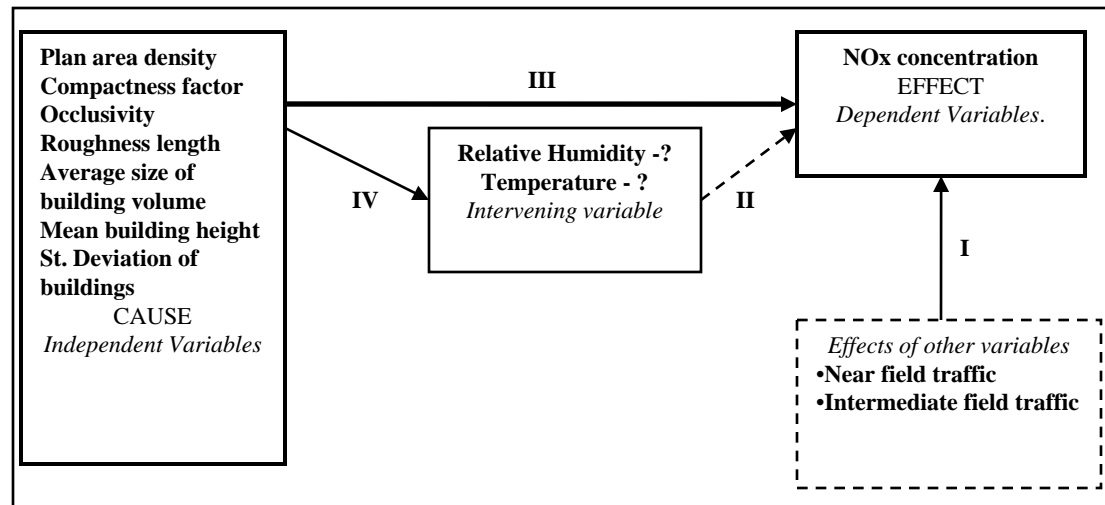 Plan area density
Compactness factor
Occlusivity
Roughness length
Average size of
building volume
Mean building height
St. Deviation of
buildings
CAUSE
Independent Variables
III
IV
Relative Humidity -?
Temperature - ?
Intervening variable
II
NOx concentration
EFFECT
Dependent Variables.
I
Effects of other variables
•Near field traffic
•Intermediate field traffic